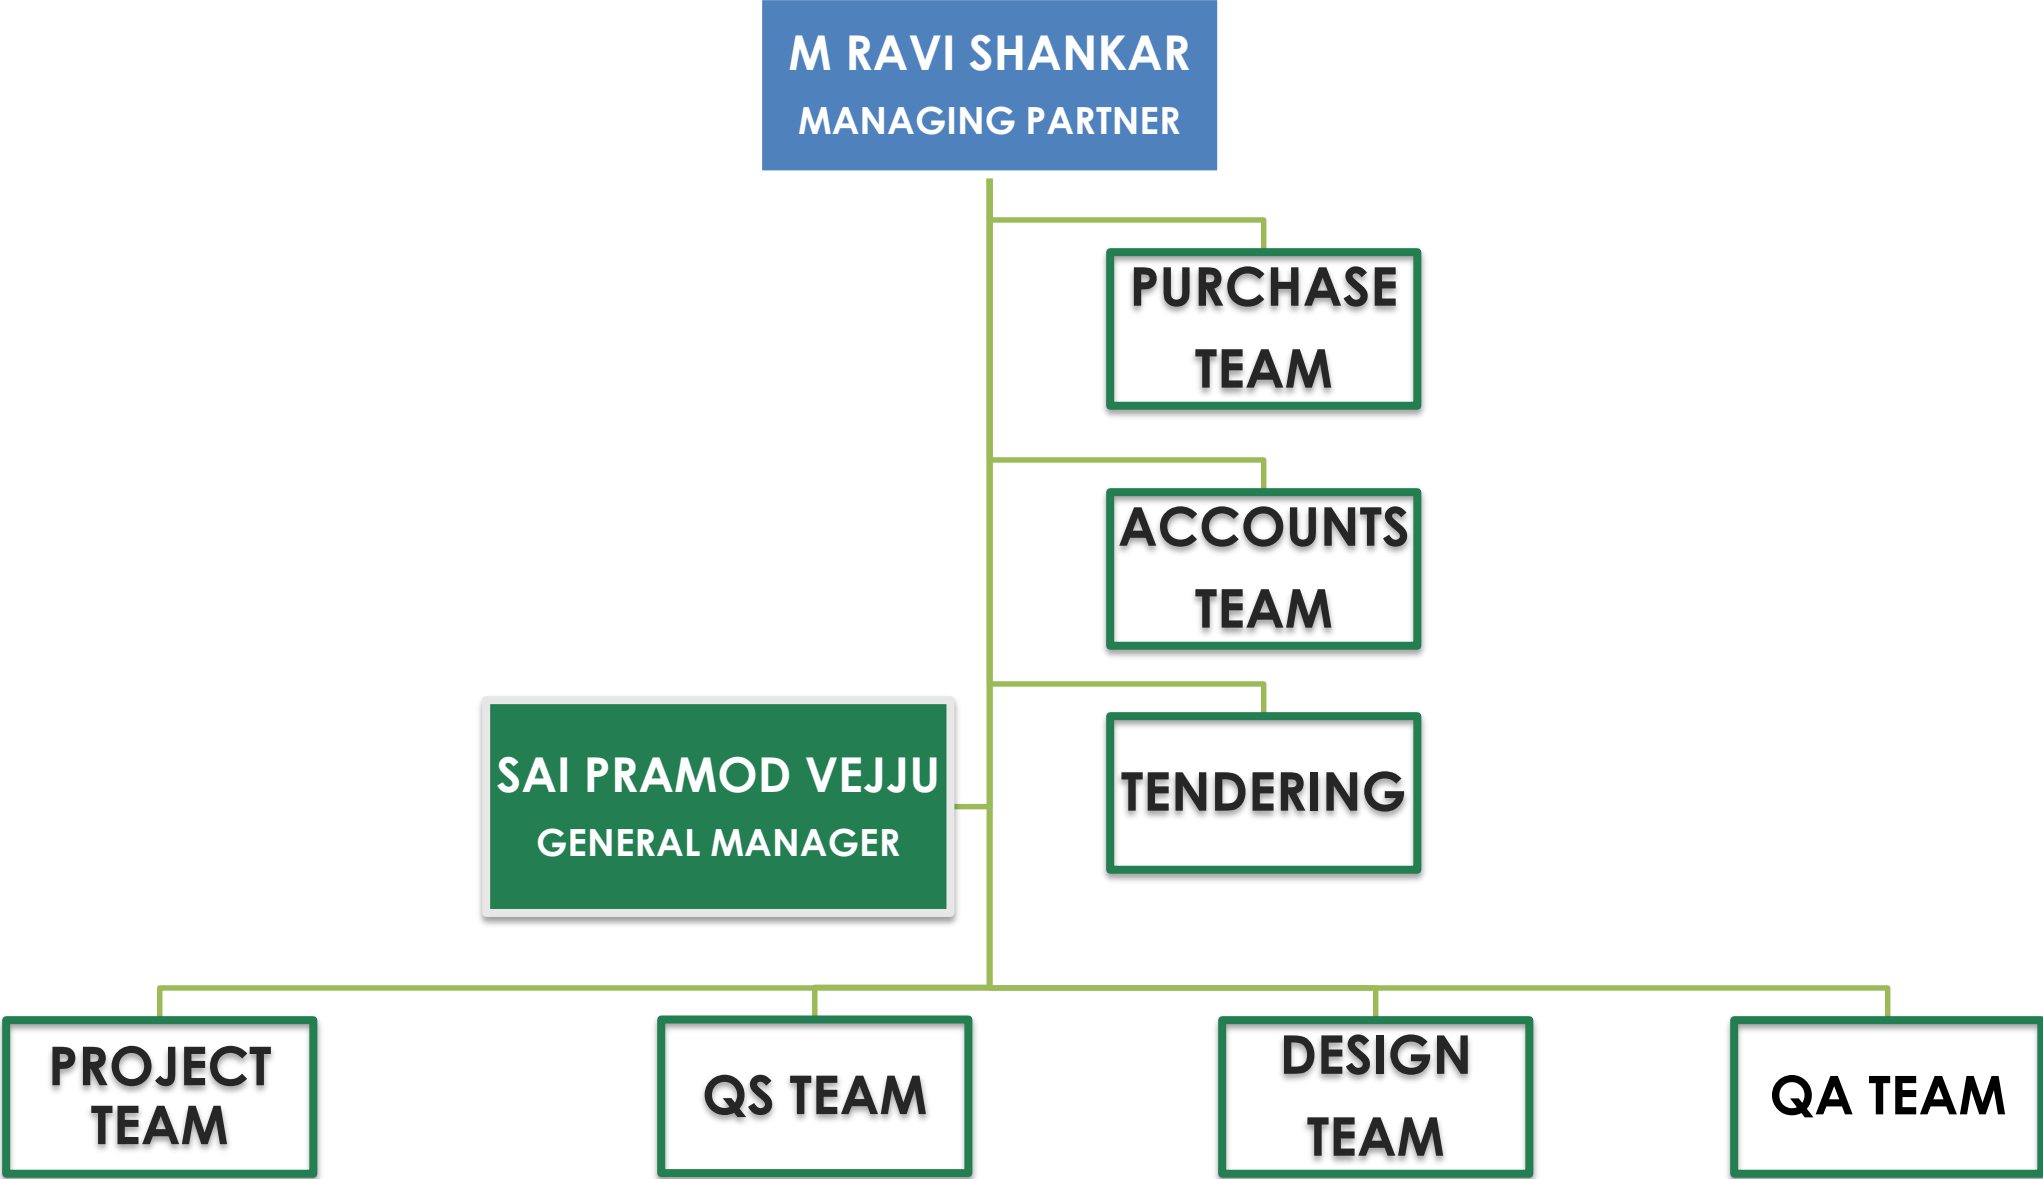 M RAVI SHANKAR
MANAGING PARTNER
PURCHASE
TEAM
ACCOUNTS
TEAM
TENDERING
SAI PRAMOD VEJJU
GENERAL MANAGER
PROJECT
TEAM
QS TEAM
DESIGN
TEAM
QA TEAM